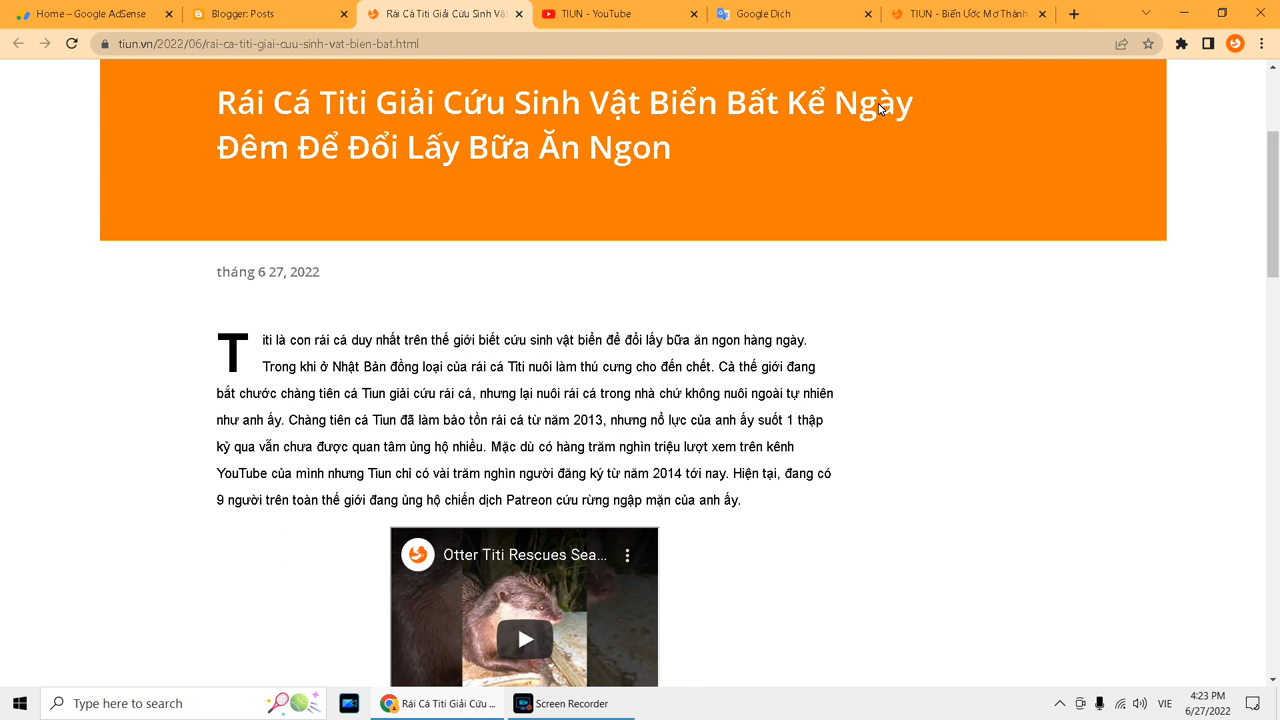 Home – Google AdSense
Blogger: Posts
Rái Cá Titi Giải Cứu Sinh Vậ
TIUN - YouTube
Google Dịch
TIUN - Biến Ước Mơ Thành
tiun.vn/2022/06/rai-ca-titi-giai-cuu-sinh-vat-bien-bat.html
Rái Cá Titi Giải Cứu Sinh Vật Biển Bất Kể Ngày
Đêm Để Đổi Lấy Bữa Ăn Ngon
tháng 6 27, 2022
Titi là con rái cá duy nhất trên thế giới biết cứu sinh vật biển để đổi lấy bữa ăn ngon hàng ngày.
Trong khi ở Nhật Bản đồng loại của rái cá Titi nuôi làm thú cưng cho đến chết. Cả thế giới đang
bắt chước chàng tiên cá Tiun giải cứu rái cá, nhưng lại nuôi rái cá trong nhà chứ không nuôi ngoài tự nhiên
như anh ấy. Chàng tiên cá Tiun đã làm bảo tồn rái cá từ năm 2013, nhưng nổ lực của anh ấy suốt 1 thập
kỷ qua vẫn chưa được quan tâm ủng hộ nhiều. Mặc dù có hàng trăm nghìn triệu lượt xem trên kênh
YouTube của mình nhưng Tiun chỉ có vài trăm nghìn người đăng ký từ năm 2014 tới nay. Hiện tại, đang có
9 người trên toàn thế giới đang ủng hộ chiến dịch Patreon cứu rừng ngập mặn của anh ấy.
Otter Titi Rescues Sea...
Type here to search
Rái Cá Titi Giải Cứu ...
Screen Recorder
VIE
4:23 PM
6/27/2022